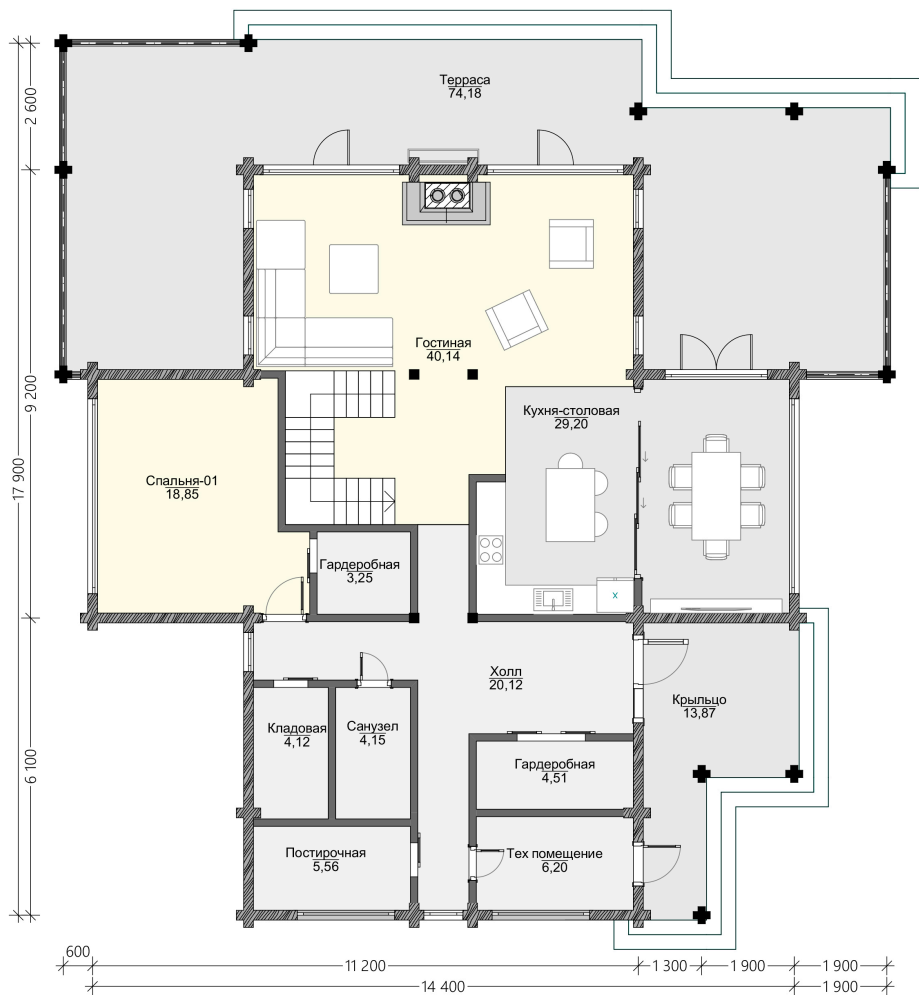 Терраса
74,18
2 600
Гостиная
40,14
Кухня-столовая
29,20
9 200
17 900
Спальня-01
18,85
Гардеробная
3,25
x
Холл
20,12
Крыльцо
13,87
Кладовая
4,12
Санузел
4,15
Гардеробная
4,51
6 100
Постирочная
5,56
Тех помещение
6,20
600
11 200
1 300
1 900
1 900
14 400
1 900